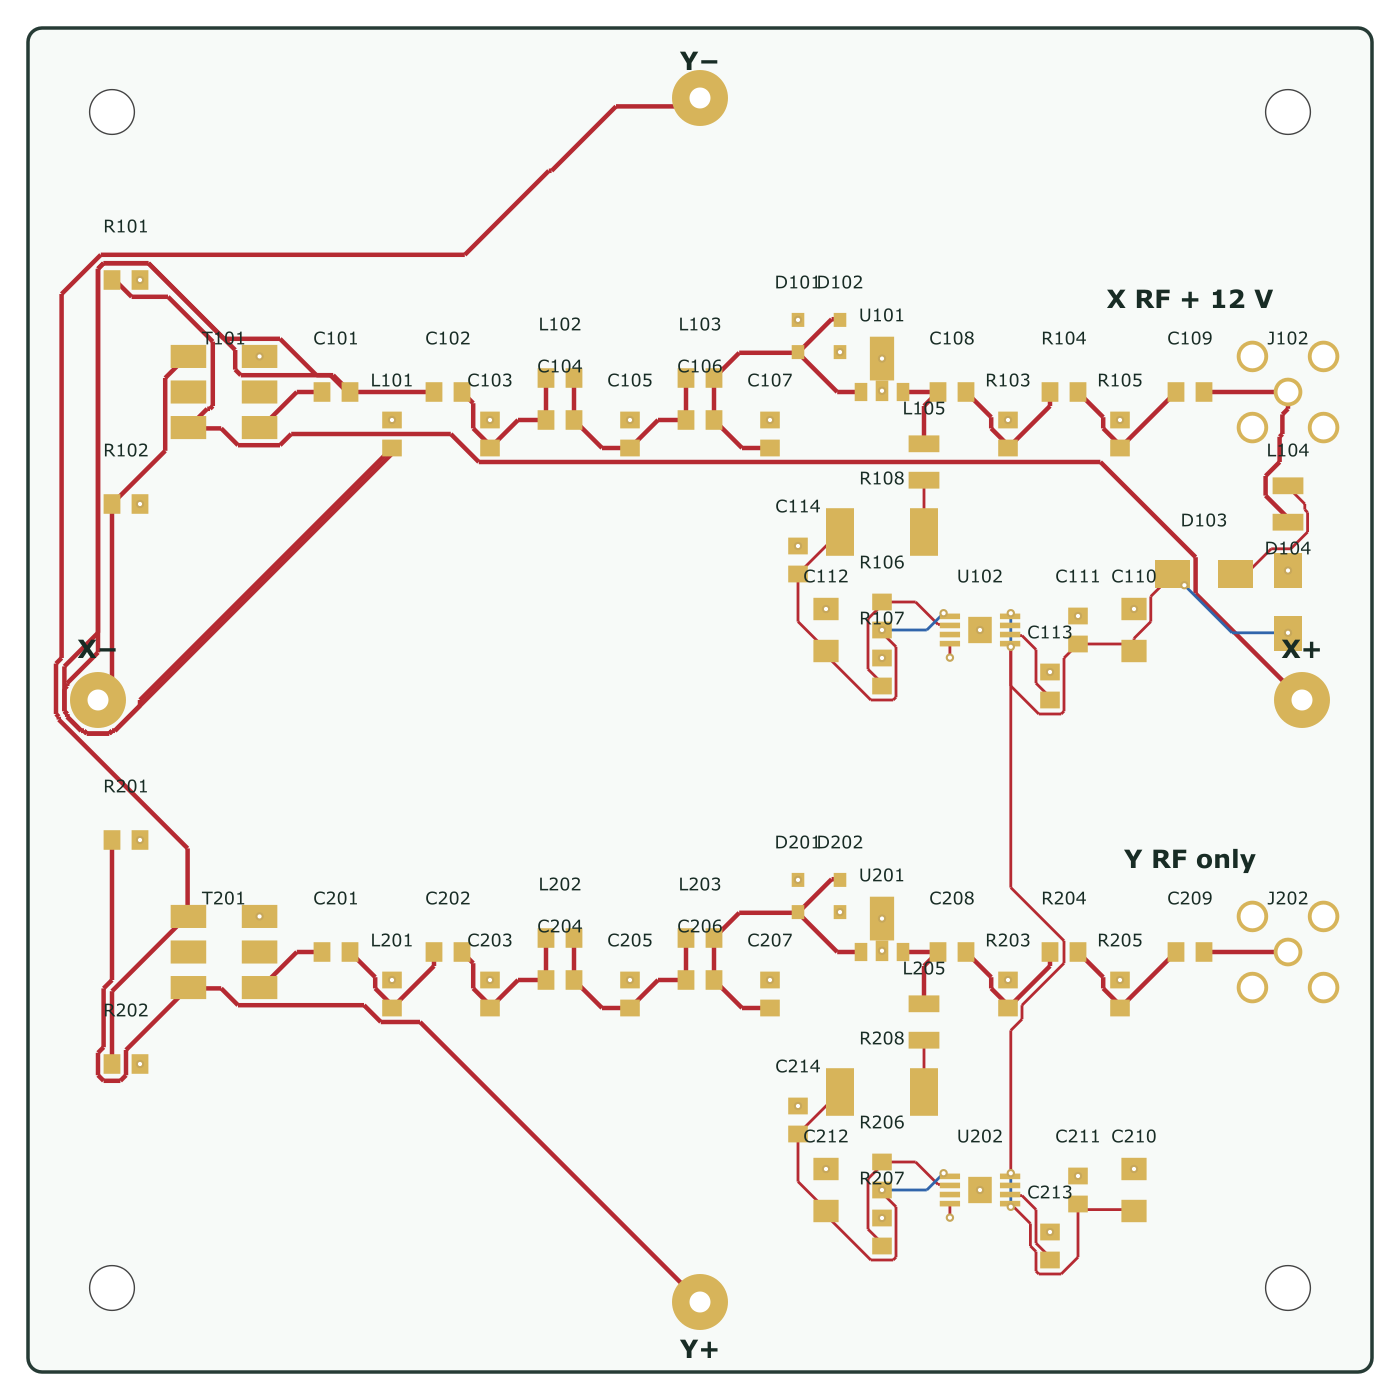 Y−
R101
D101 D102
X RF + 12 V
U101
L102 L103
T101 C101 C102 C108 R104 C109 J102
C104 C106
L101 C103 C105 C107 R103 R105
L105
R102 L104
R108
C114
D103
D104
R106
C112 U102 C111 C110
R107
C113
X− X+
R201
D201 D202
Y RF only
U201
L202 L203
T201 C201 C202 C208 R204 C209 J202
C204 C206
L201 C203 C205 C207 R203 R205
L205
R202
R208
C214
R206
C212 U202 C211 C210
R207
C213
Y+